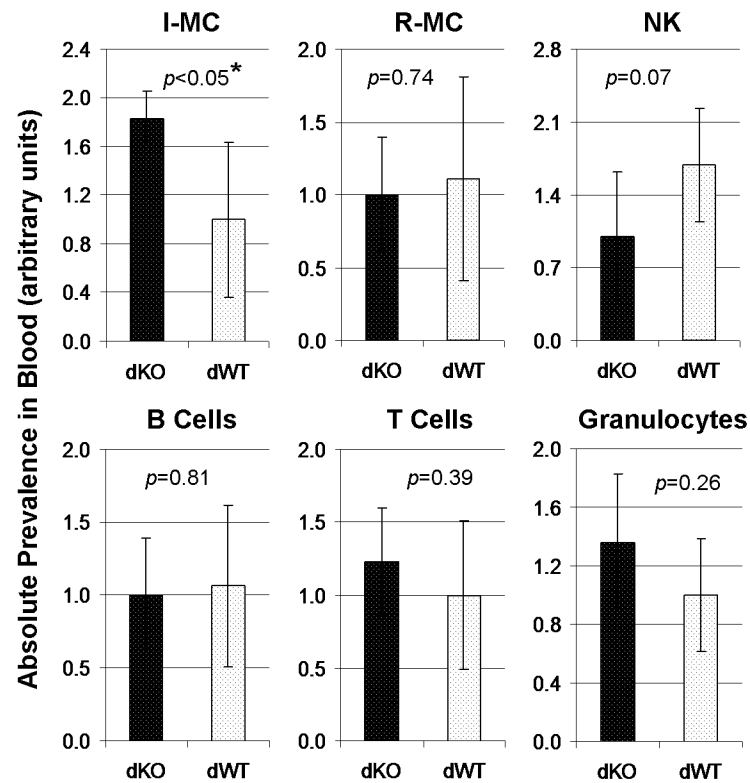 I-MC
R-MC
NK
Absolute Prevalence in Blood (arbitrary units)
2.4
2.0
1.6
1.2
0.8
0.4
0.0
p<0.05*
dKO dWT
2.0
1.5
1.0
0.5
0.0
p=0.74
dKO dWT
2.8
2.1
1.4
0.7
0.0
p=0.07
dKO dWT
B Cells
T Cells
Granulocytes
2.0
1.5
1.0
0.5
0.0
p=0.81
dKO dWT
2.0
1.5
1.0
0.5
0.0
p=0.39
dKO dWT
2.0
1.6
1.2
0.8
0.4
0.0
p=0.26
dKO dWT